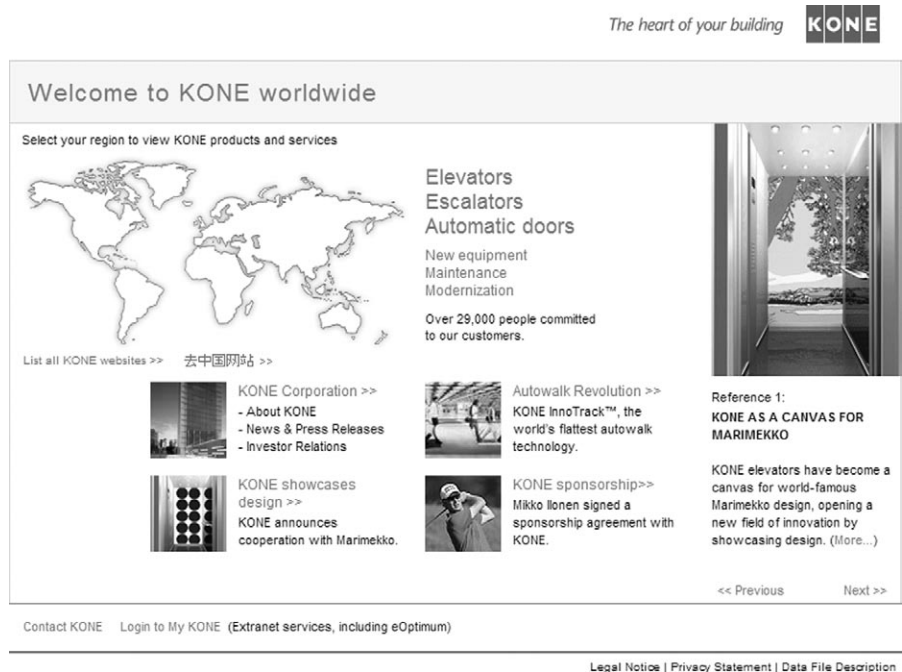 The heart of your building KONE
Welcome to KONE worldwide
Select your region to view KONE products and services
Elevators
Escalators
Automatic doors
New equipment
Maintenance
Modernization
Over 29,000 people committed
to our customers.
List all KONE websites >> 去中国网站 >>
KONE Corporation >>
- About KONE
- News & Press Releases
- Investor Relations
Autowalk Revolution >>
KONE InnoTrack™, the
world's flattest autowalk
technology.
KONE showcases
design >>
KONE announces
cooperation with Marimekko.
KONE sponsorship>>
Mikko Ilonen signed a
sponsorship agreement with
KONE.
Reference 1:
KONE AS A CANVAS FOR
MARIMEKKO
KONE elevators have become a
canvas for world-famous
Marimekko design, opening a
new field of innovation by
showcasing design. (More...)
<< Previous Next >>
Contact KONE Login to My KONE (Extranet services, including eOptimum)
Legal Notice | Privacy Statement | Data File Description